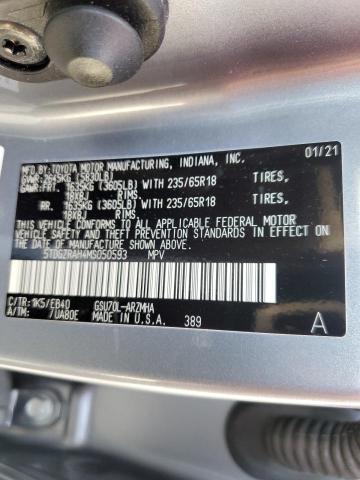 MFD. BY: 01/21
TOYOTA MOTOR MANUFACTURING, INDIANA, INC.
GVWR:2645KG (5830LB)
GAWR:FRT. 1635KG (3605LB) WITH 235/65R18 TIRES,
18X8J RIMS
RR. 1635KG (3605LB) WITH 235/65R18 TIRES,
18X8J RIMS
THIS VEHICLE CONFORMS TO ALL APPLICABLE FEDERAL MOTOR
VEHICLE SAFETY AND BUMPER STANDARDS IN EFFECT ON THE DATE OF
MANUFACTURE SHOWN ABOVE.
5TDGZRAH4MS050593 MPV
C/TR: 1K5/EB40 GSU70L-ARZMHA
A/TM: 7UA80E MADE IN U.S.A. 389
A